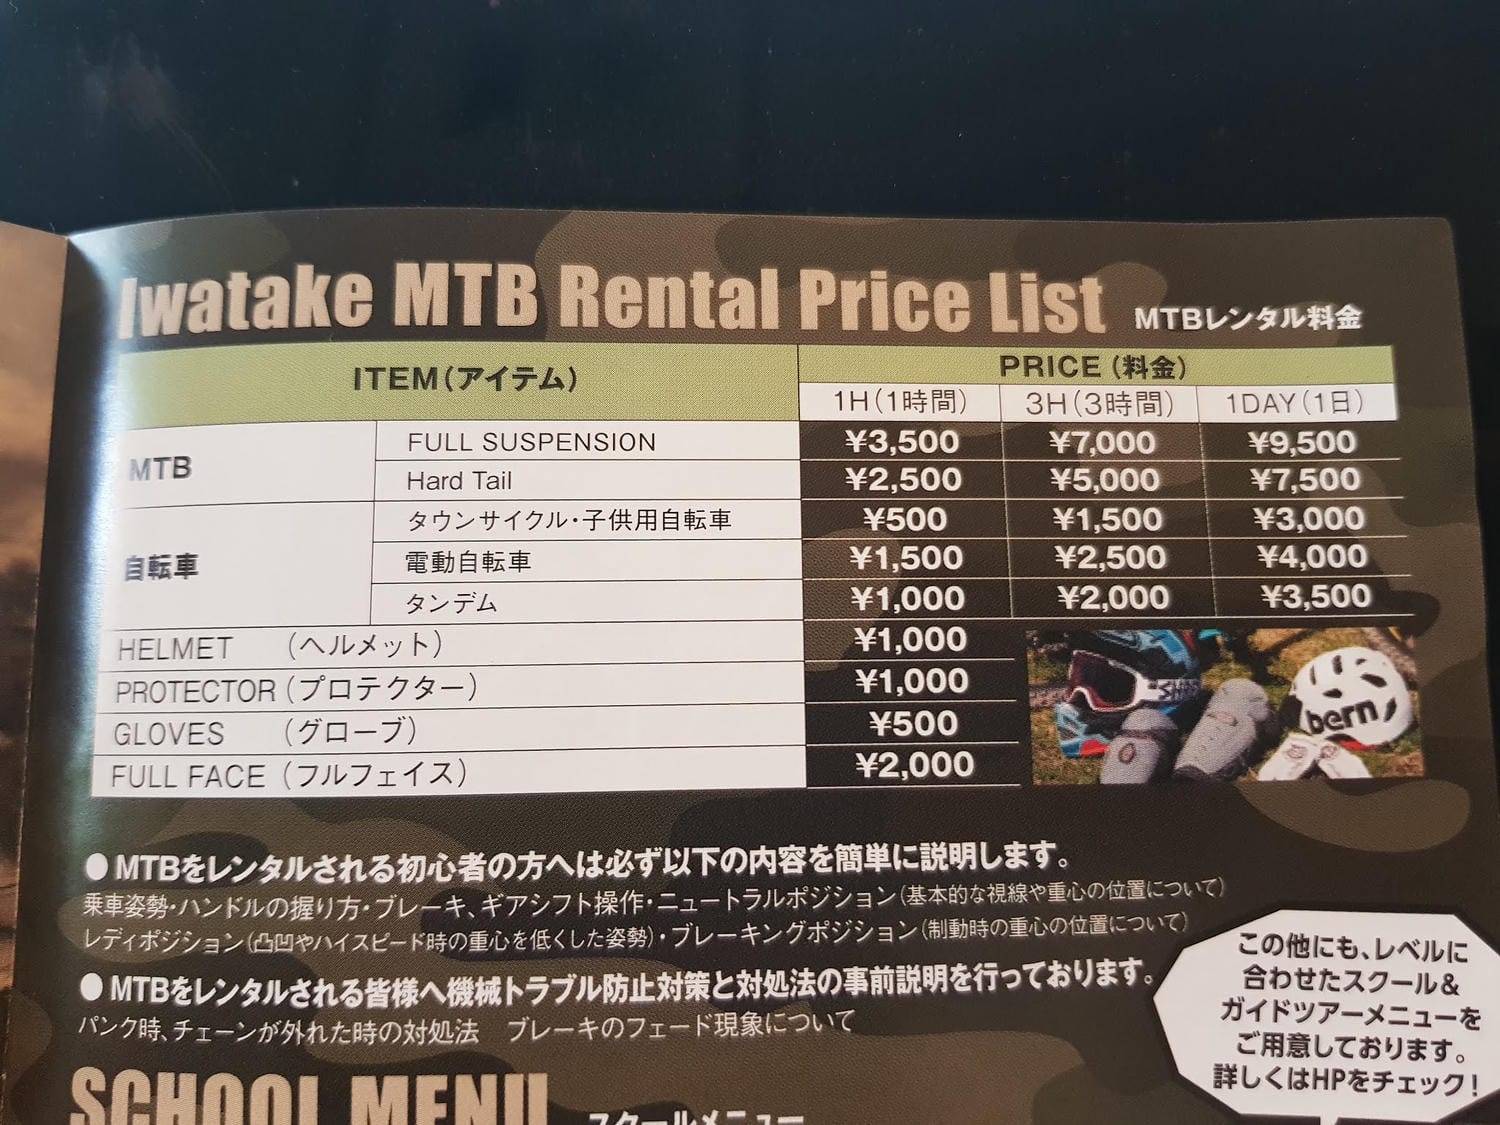 Iwatake MTB Rental Price List MTBレンタル料金
ITEM(アイテム) PRICE(料金)
1H(1時間) 3H(3時間) 1DAY(1日)
MTB
FULL SUSPENSION ¥3,500 ¥7,000 ¥9,500
Hard Tail ¥2,500 ¥5,000 ¥7,500
自転車
タウンサイクル・子供用自転車 ¥500 ¥1,500 ¥3,000
電動自転車 ¥1,500 ¥2,500 ¥4,000
タンデム ¥1,000 ¥2,000 ¥3,500
HELMET (ヘルメット) ¥1,000
PROTECTOR (プロテクター) ¥1,000
GLOVES (グローブ) ¥500
FULL FACE (フルフェイス) ¥2,000
bern
●MTBをレンタルされる初心者の方へは必ず以下の内容を簡単に説明します。
乗車姿勢・ハンドルの握り方・ブレーキ、ギアシフト操作・ニュートラルポジション(基本的な視線や重心の位置について)
レディポジション(凸凹やハイスピード時の重心を低くした姿勢)・ブレーキングポジション(制動時の重心の位置について)
●MTBをレンタルされる皆様へ機械トラブル防止対策と対処法の事前説明を行っております。
パンク時、チェーンが外れた時の対処法 ブレーキのフェード現象について
この他にも、レベルに
合わせたスクール&
ガイドツアーメニューを
ご用意しております。
詳しくはHPをチェック!
SCHOOL MENU スクールメニュー